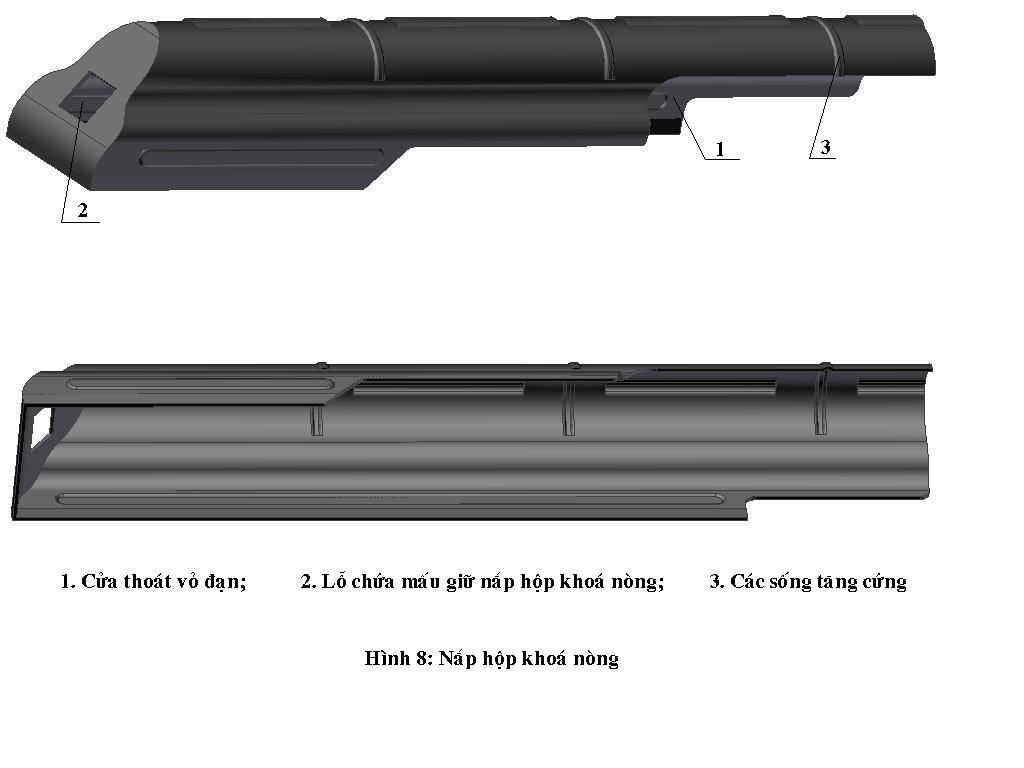 1
3
2
1. Cửa thoát vỏ đạn; 2. Lỗ chứa mấu giữ nắp hộp khoá nòng; 3. Các sống tăng cứng
Hình 8: Nắp hộp khoá nòng